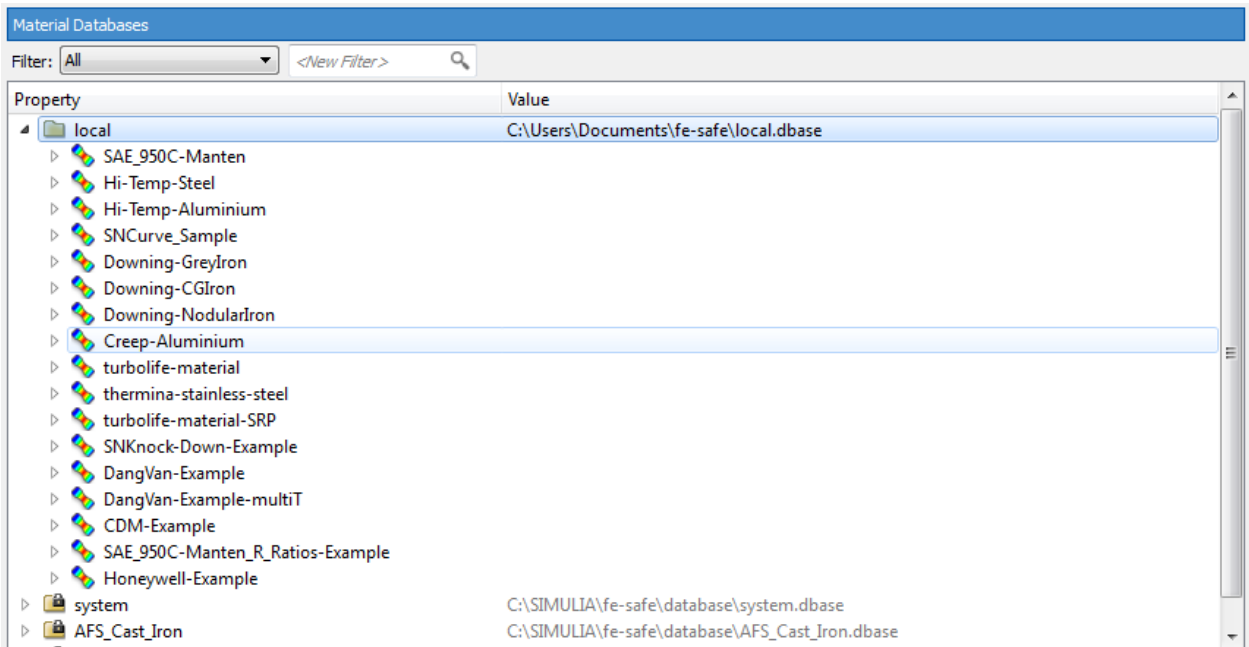 Material Databases
Filter: All <New Filter>
Property Value
local C:\Users\Documents\fe-safe\local.dbase
SAE_950C-Manten
Hi-Temp-Steel
Hi-Temp-Aluminium
SNCurve_Sample
Downing-GreyIron
Downing-CGIron
Downing-NodularIron
Creep-Aluminium
turbolife-material
thermina-stainless-steel
turbolife-material-SRP
SNKnock-Down-Example
DangVan-Example
DangVan-Example-multiT
CDM-Example
SAE_950C-Manten_R_Ratios-Example
Honeywell-Example
system C:\SIMULIA\fe-safe\database\system.dbase
AFS_Cast_Iron C:\SIMULIA\fe-safe\database\AFS_Cast_Iron.dbase